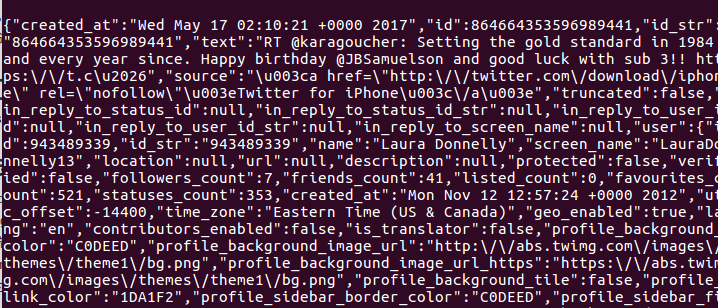 {"created_at":"Wed May 17 02:10:21 +0000 2017","id":864664353596989441,"id_str":
"864664353596989441","text":"RT @karagoucher: Setting the gold standard in 1984
and every year since. Happy birthday @JBSamuelson and good luck with sub 3!! htt
ps:\/\/t.c\u2026","source":"\u003ca href=\"http:\/\/twitter.com\/download\/iphon
e\" rel=\"nofollow\"\u003eTwitter for iPhone\u003c\/a\u003e","truncated":false,"
in_reply_to_status_id":null,"in_reply_to_status_id_str":null,"in_reply_to_user_i
d":null,"in_reply_to_user_id_str":null,"in_reply_to_screen_name":null,"user":{"i
d":943489339,"id_str":"943489339","name":"Laura Donnelly","screen_name":"LauraDo
nnelly13","location":null,"url":null,"description":null,"protected":false,"verif
ied":false,"followers_count":7,"friends_count":41,"listed_count":0,"favourites_c
ount":521,"statuses_count":353,"created_at":"Mon Nov 12 12:57:24 +0000 2012","ut
c_offset":-14400,"time_zone":"Eastern Time (US & Canada)","geo_enabled":true,"la
ng":"en","contributors_enabled":false,"is_translator":false,"profile_background_
color":"C0DEED","profile_background_image_url":"http:\/\/abs.twimg.com\/images\/
themes\/theme1\/bg.png","profile_background_image_url_https":"https:\/\/abs.twim
g.com\/images\/themes\/theme1\/bg.png","profile_background_tile":false,"profile_
link_color":"1DA1F2","profile_sidebar_border_color":"C0DEED","profile_sidebar_f